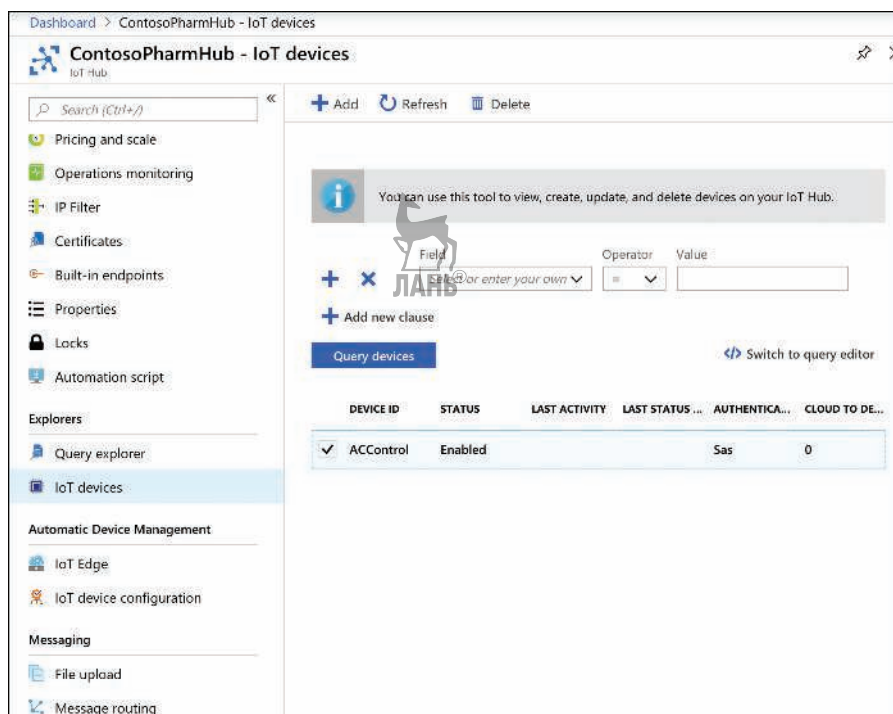 Dashboard > ContosoPharmHub - IoT devices
ContosoPharmHub - IoT devices
IoT Hub
Search (Ctrl+/)
«
Add Refresh Delete
Pricing and scale
Operations monitoring
IP Filter
Certificates
Built-in endpoints
Properties
Locks
Automation script
Explorers
Query explorer
IoT devices
Automatic Device Management
IoT Edge
IoT device configuration
Messaging
File upload
Message routing
You can use this tool to view, create, update, and delete devices on your IoT Hub.
Field Operator Value
Select or enter your own =
ЛАНЬ®
Add new clause
Query devices
</> Switch to query editor
DEVICE ID STATUS LAST ACTIVITY LAST STATUS ... AUTHENTICA... CLOUD TO DE...
ACControl Enabled Sas 0